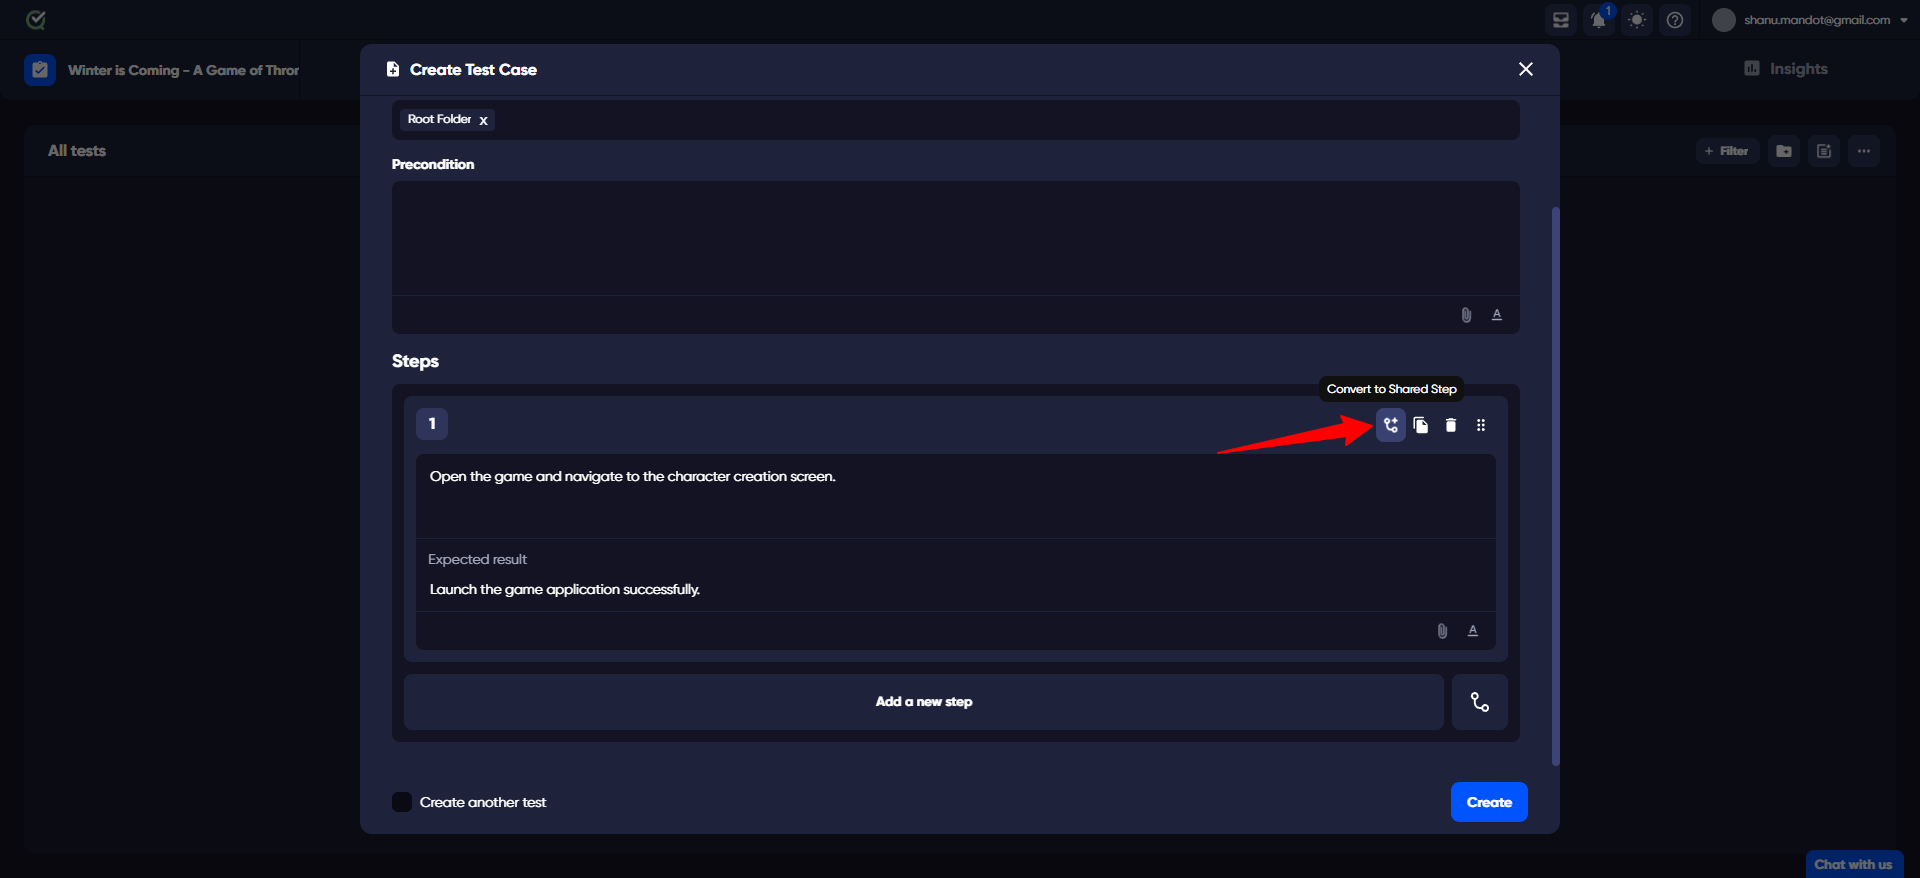 1
shanu.mandot@gmail.com
Winter is Coming - A Game of Thror
Create Test Case
Insights
Root Folder x
All tests
+ Filter
Precondition
Steps
Convert to Shared Step
1
Open the game and navigate to the character creation screen.
Expected result
Launch the game application successfully.
Add a new step
Create another test
Create
Chat with us